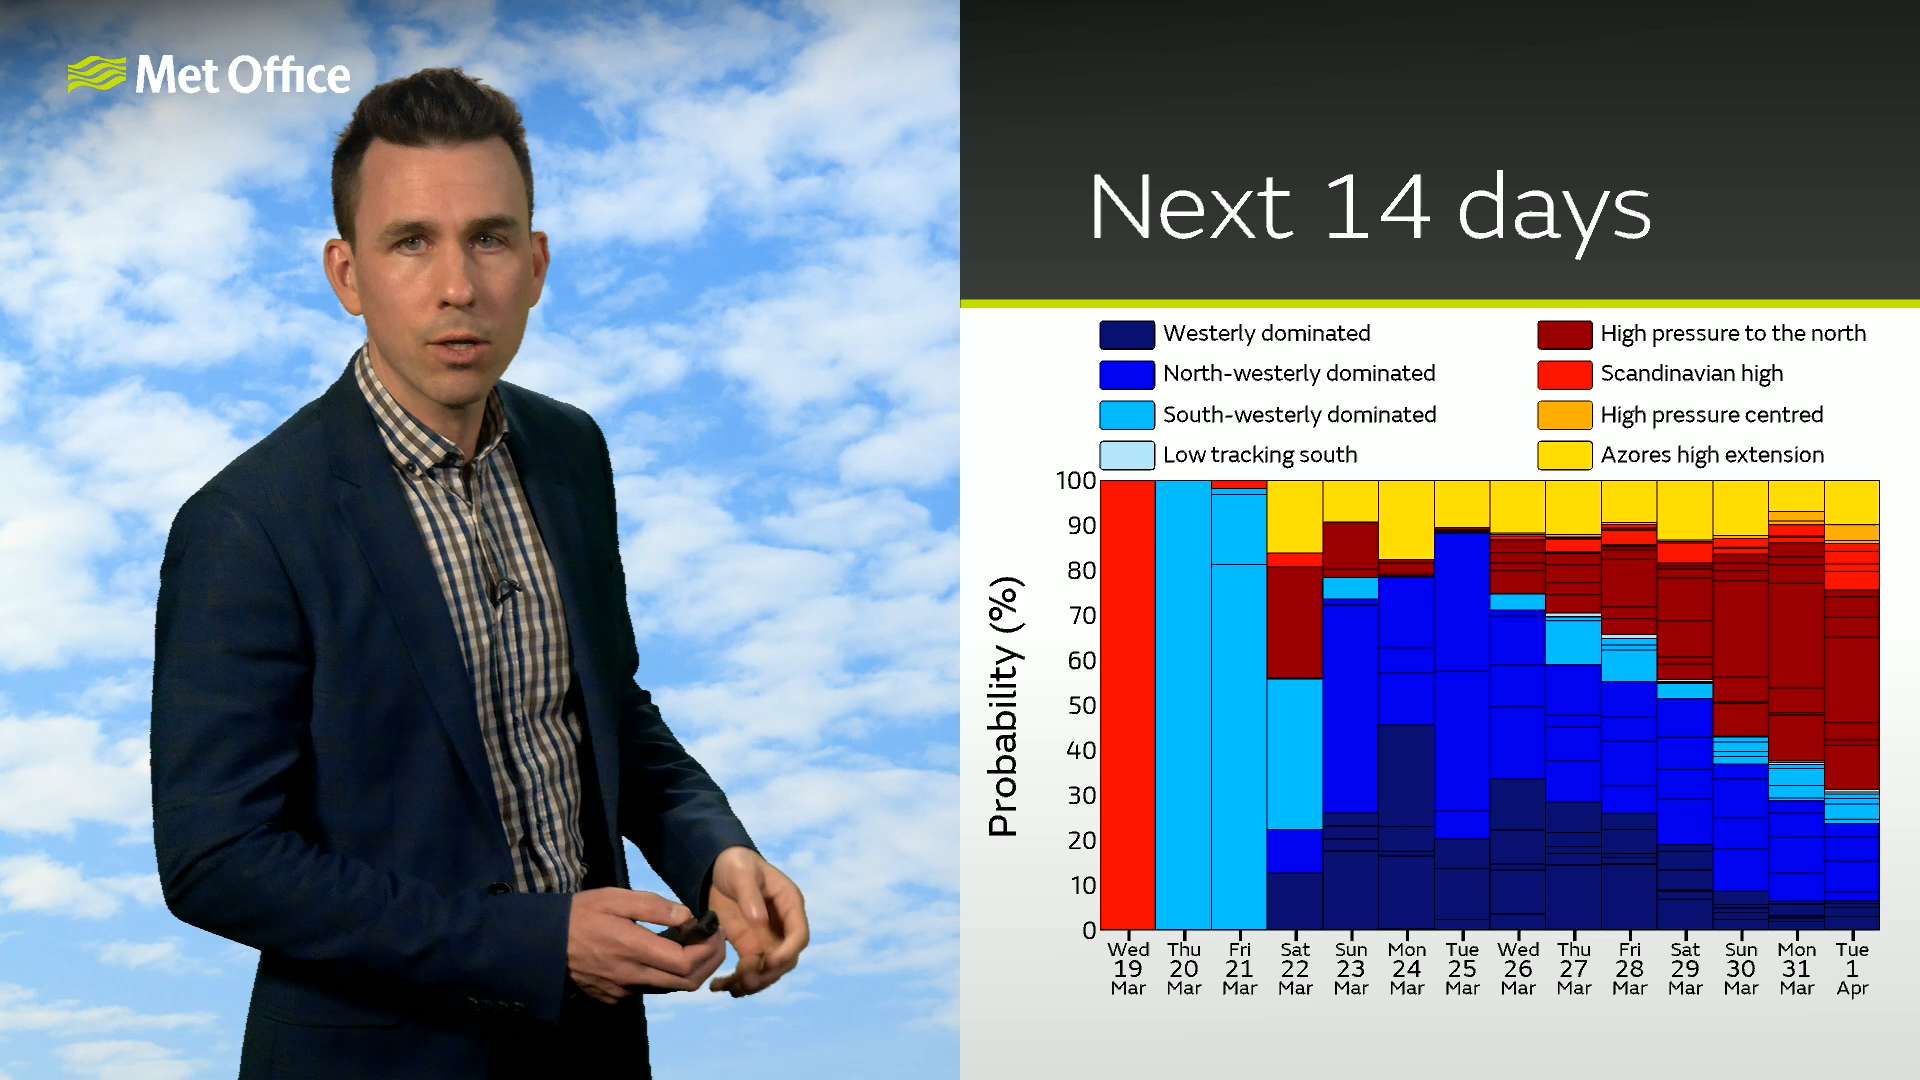 Met Office
Next 14 days
Westerly dominated
North-westerly dominated
South-westerly dominated
Low tracking south
High pressure to the north
Scandinavian high
High pressure centred
Azores high extension
Probability (%)
100
90
80
70
60
50
40
30
20
10
0
Wed Thu Fri Sat Sun Mon Tue Wed Thu Fri Sat Sun Mon Tue
19 20 21 22 23 24 25 26 27 28 29 30 31 1
Mar Mar Mar Mar Mar Mar Mar Mar Mar Mar Mar Mar Mar Apr